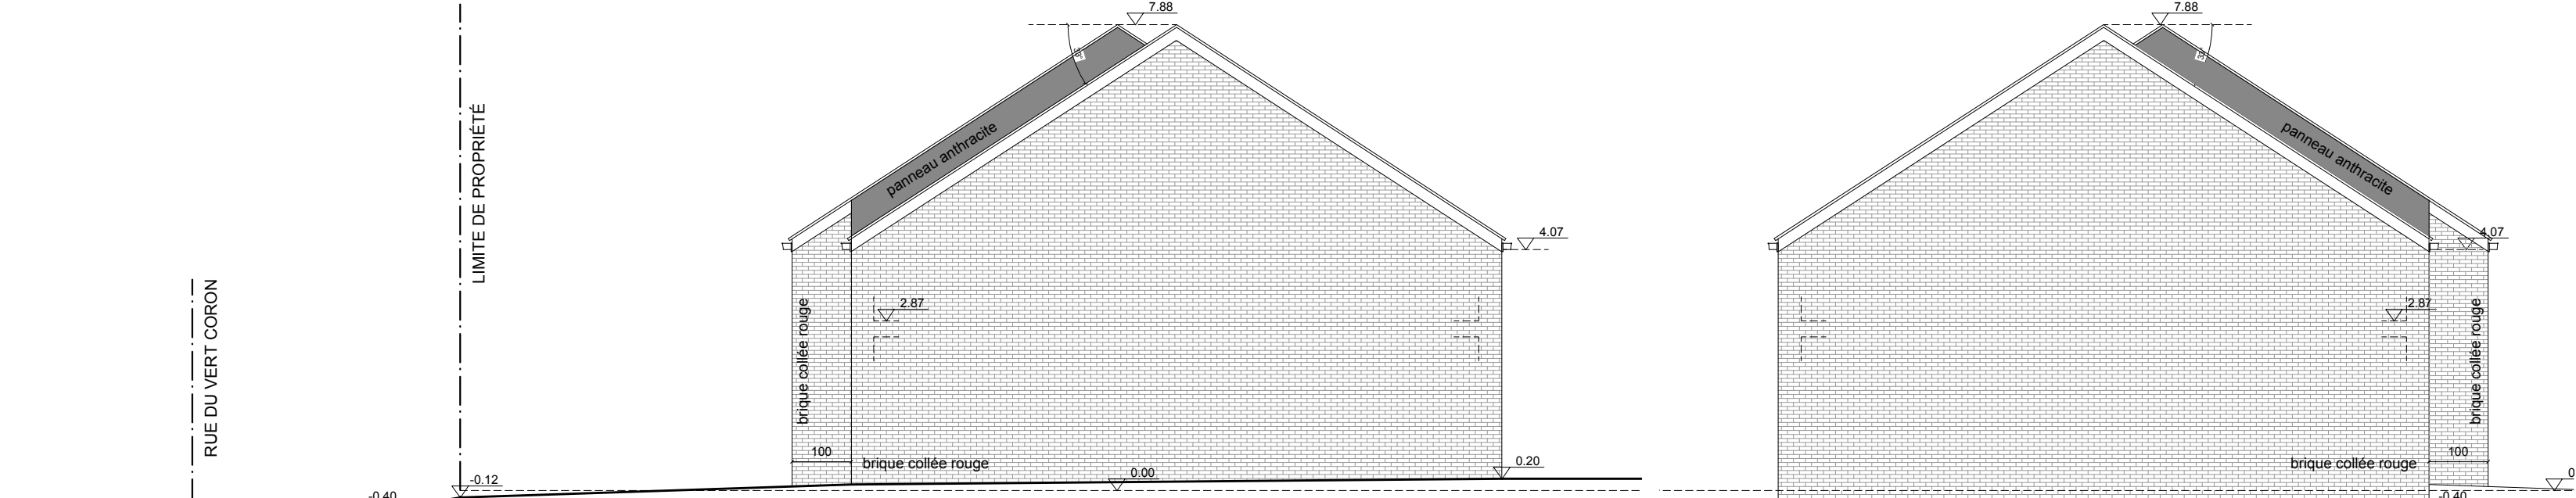 7.88
LIMITE DE PROPRIÉTÉ
panneau anthracite
4.07
RUE DU VERT CORON
2.87
brique collée rouge
100
brique collée rouge
0.00
0.20
-0.12
-0.40
7.88
panneau anthracite
4.07
2.87
brique collée rouge
100
brique collée rouge
-0.40